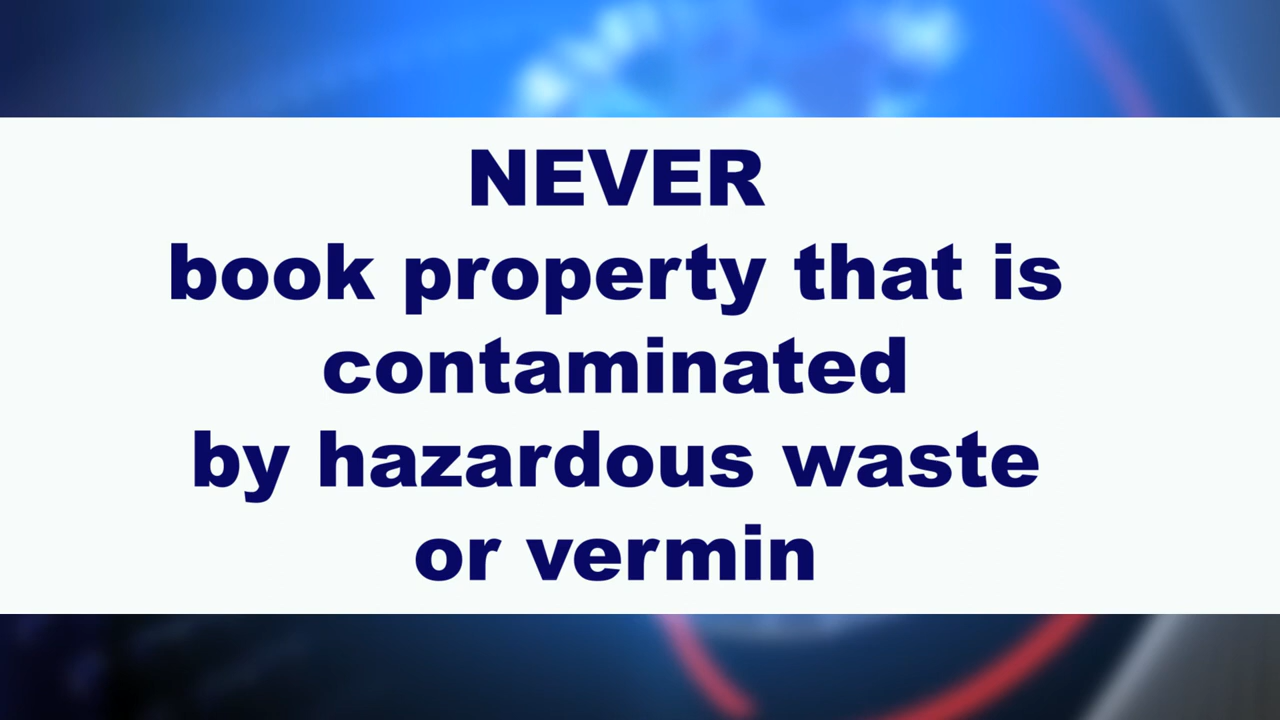 NEVER
book property that is
contaminated
by hazardous waste
or vermin